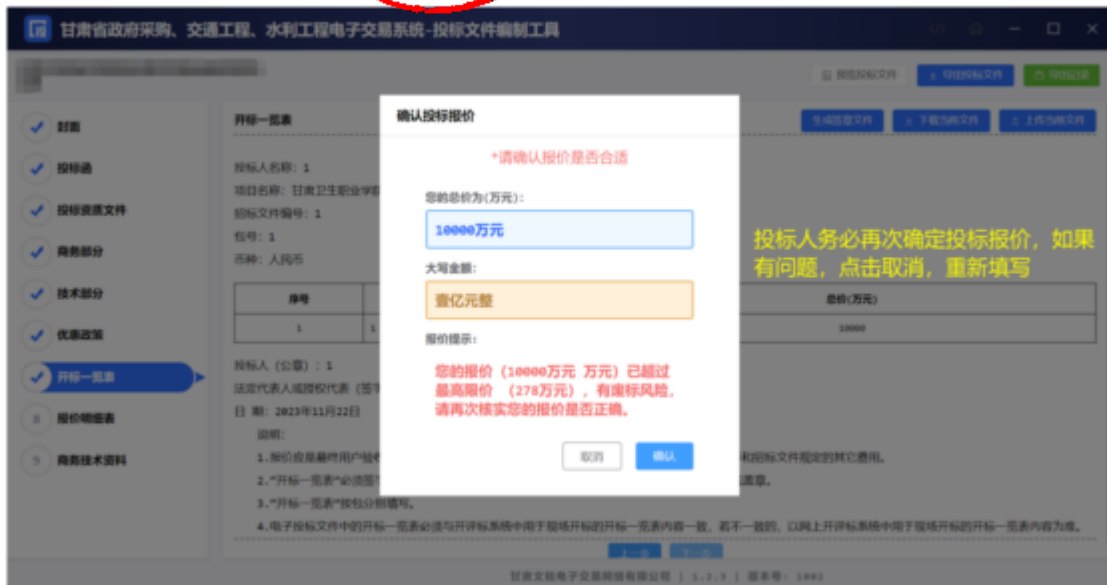 甘肃省政府采购、交通工程、水利工程电子交易系统-投标文件编制工具
预览投标文件
导出投标文件
导出记录
封面
投标函
投标资质文件
商务部分
技术部分
优惠政策
开标一览表
8 报价明细表
9 商务技术资料
开标一览表
生成签章文件
下载当前文件
上传当前文件
投标人名称：1
项目名称：甘肃卫生职业学院
招标文件编号：1
包号：1
币种：人民币
序号
总价(万元)
1
1
10000
投标人（公章）：1
法定代表人或授权代表（签字
日 期：2023年11月22日
说明：
1.报价应是最终用户验收
和招标文件规定的其它费用。
2."开标一览表"必须签
盖章。
3."开标一览表"按包分别填写。
4.电子投标文件中的开标一览表必须与开评标系统中用于现场开标的开标一览表内容一致，若不一致的，以网上开评标系统中用于现场开标的开标一览表内容为准。
上一步
下一步
确认投标报价
*请确认报价是否合适
您的总价为(万元)：
10000万元
大写金额：
壹亿元整
报价提示：
您的报价（10000万元 万元）已超过
最高限价 （278万元），有废标风险，
请再次核实您的报价是否正确。
取消
确认
投标人务必再次确定投标报价，如果
有问题，点击取消，重新填写
甘肃文锐电子交易网络有限公司 | 1.2.3 | 版本号：1002